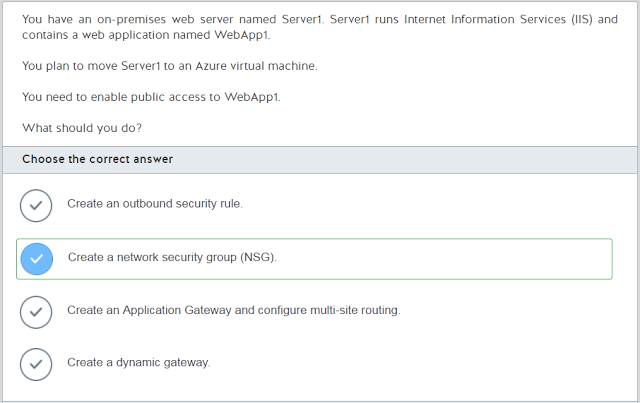 You have an on-premises web server named Server1. Server1 runs Internet Information Services (IIS) and
contains a web application named WebApp1.
You plan to move Server1 to an Azure virtual machine.
You need to enable public access to WebApp1.
What should you do?
Choose the correct answer
Create an outbound security rule.
Create a network security group (NSG).
Create an Application Gateway and configure multi-site routing.
Create a dynamic gateway.